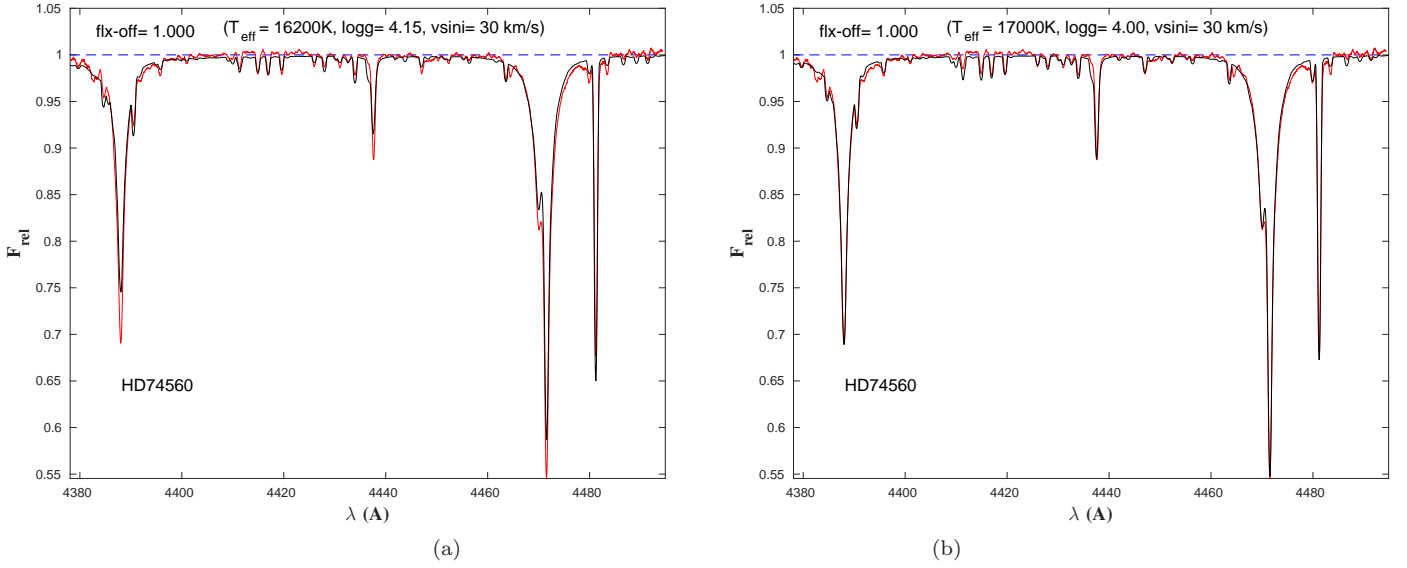 flx-off= 1.000 (T_eff = 16200K, logg= 4.15, vsini= 30 km/s)
1.05
1
0.95
0.9
0.85
0.8
0.75
0.7
0.65
0.6
0.55
F_rel
HD74560
4380 4400 4420 4440 4460 4480
λ (A)
(a)
flx-off= 1.000 (T_eff = 17000K, logg= 4.00, vsini= 30 km/s)
1.05
1
0.95
0.9
0.85
0.8
0.75
0.7
0.65
0.6
0.55
F_rel
HD74560
4380 4400 4420 4440 4460 4480
λ (A)
(b)